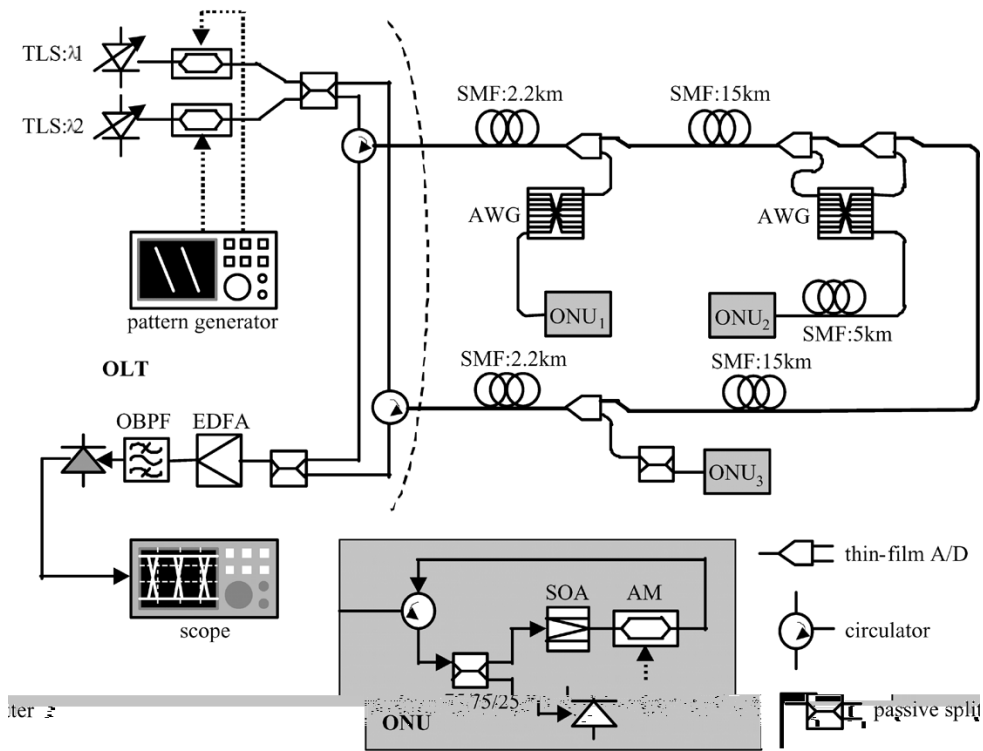 TLS:λ1
TLS:λ2
SMF:2.2km
SMF:15km
AWG
AWG
pattern generator
ONU1
ONU2
SMF:5km
OLT
SMF:2.2km
SMF:15km
OBPF
EDFA
ONU3
SOA
AM
thin-film A/D
scope
circulator
75/25
passive split
tter
ONU